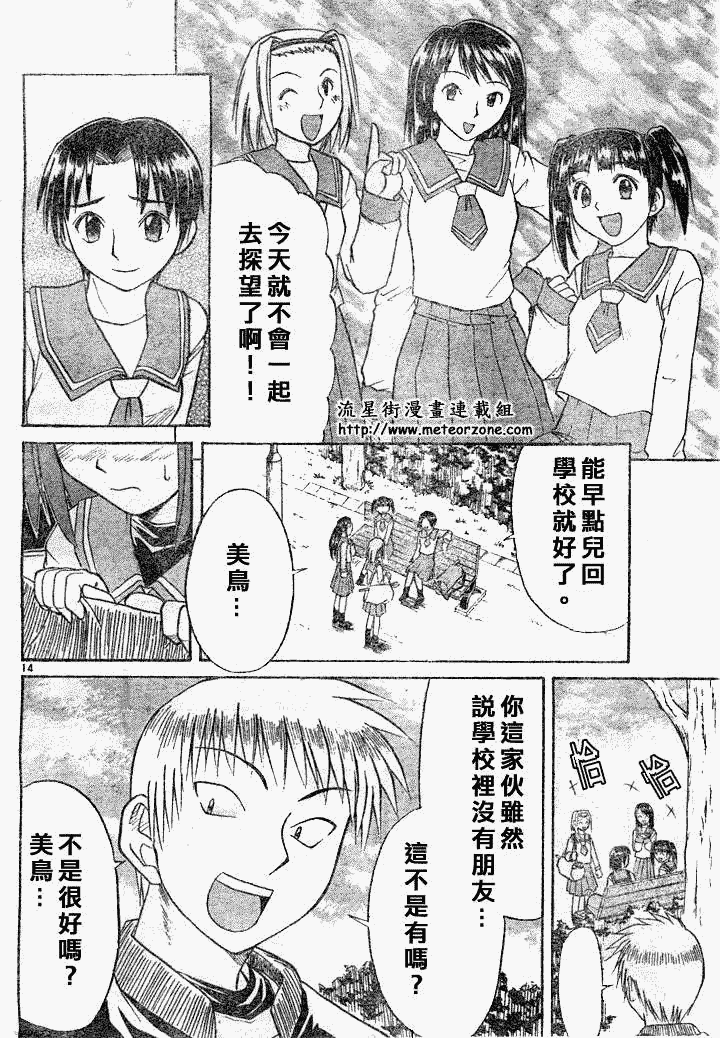 今天就不會一起
去探望了啊！！
流星街漫畫連載組
http://www.meteorzone.com
能早點兒回
學校就好了。
美鳥…
14
哈
哈
你這家伙雖然
説學校裡沒有朋友…
這不是有嗎？
不是很好嗎？
美鳥…